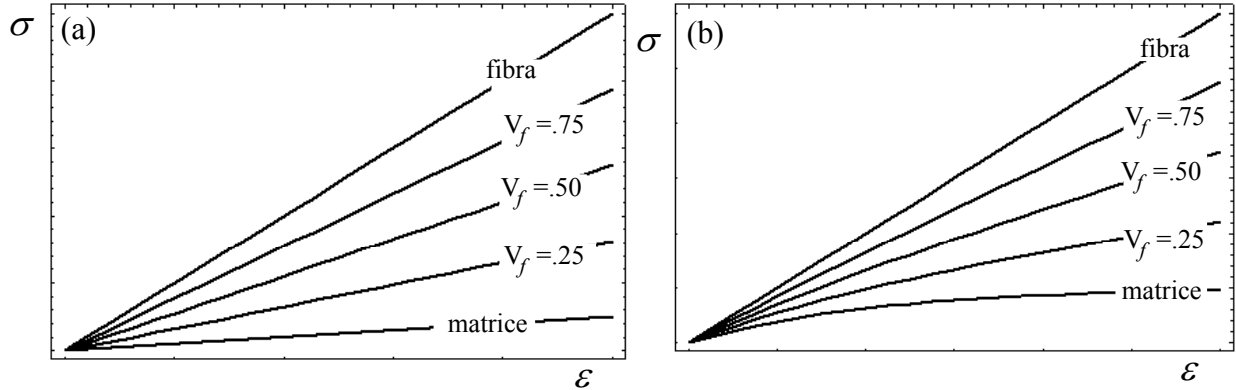 σ
(a)
fibra
V_f =.75
V_f =.50
V_f =.25
matrice
ε
σ
(b)
fibra
V_f =.75
V_f =.50
V_f =.25
matrice
ε